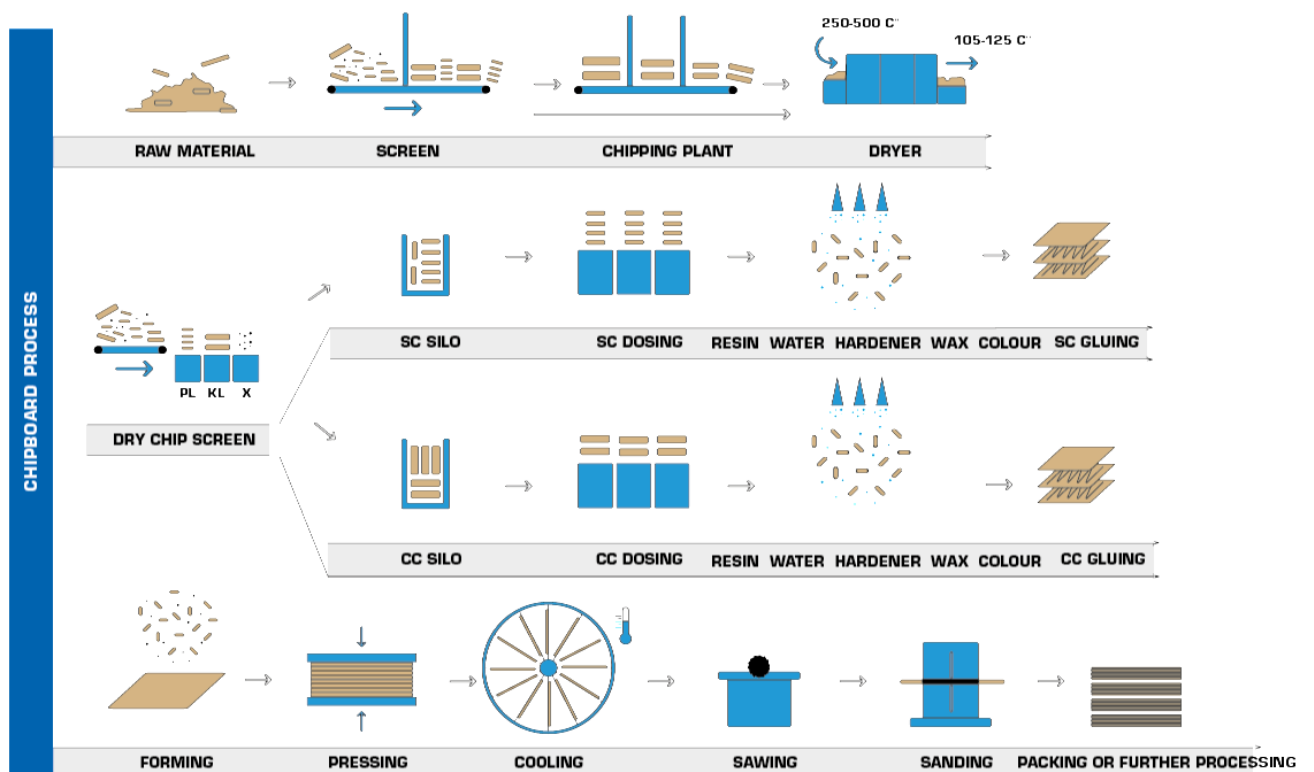 CHIPBOARD PROCESS
250-500 C°
105-125 C°
RAW MATERIAL
SCREEN
CHIPPING PLANT
DRYER
PL KL X
DRY CHIP SCREEN
SC SILO
SC DOSING
RESIN WATER HARDENER WAX COLOUR
SC GLUING
CC SILO
CC DOSING
RESIN WATER HARDENER WAX COLOUR
CC GLUING
FORMING
PRESSING
COOLING
SAWING
SANDING
PACKING OR FURTHER PROCESSING